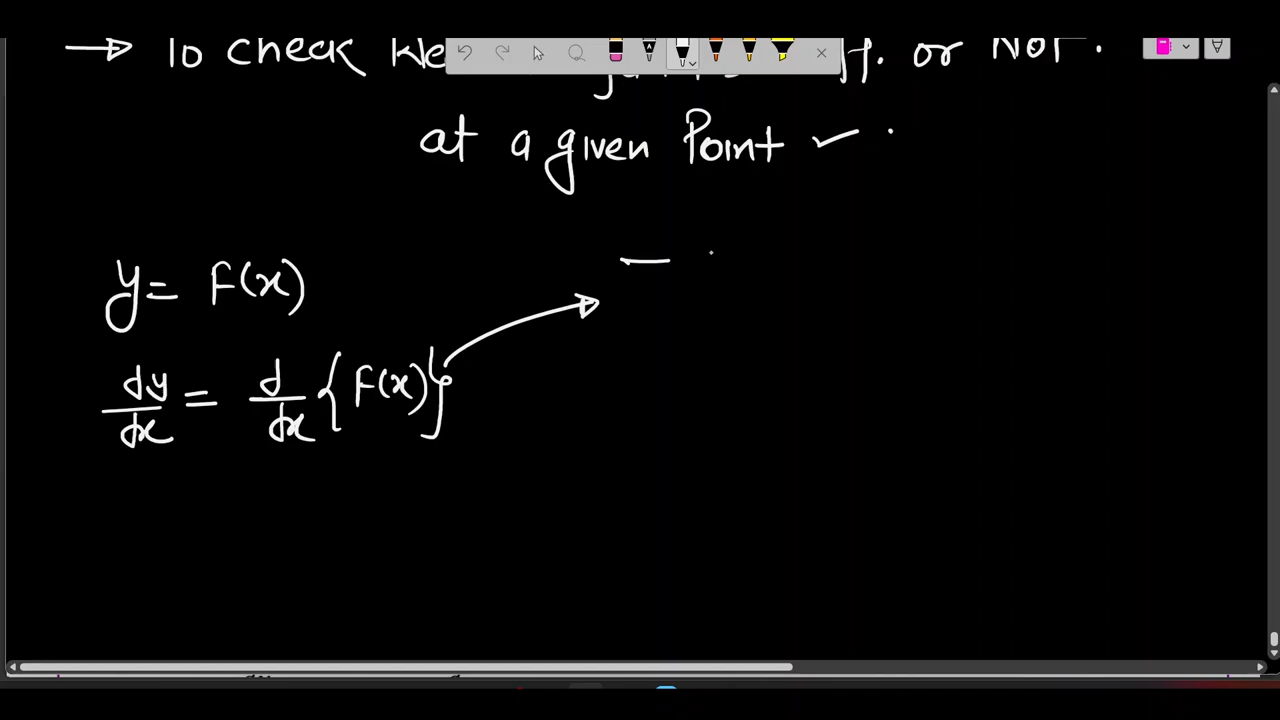 → To check or Not.
at a given Point ✓ .
y = F(x)
dy/dx = d/dx {F(x)}